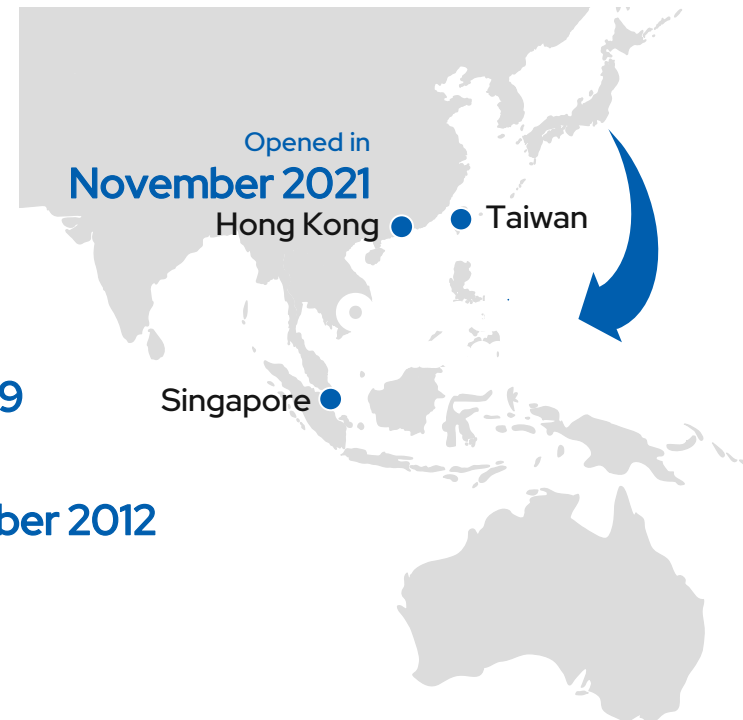 Opened in
November 2021
Hong Kong
Taiwan
9
Singapore
ber 2012